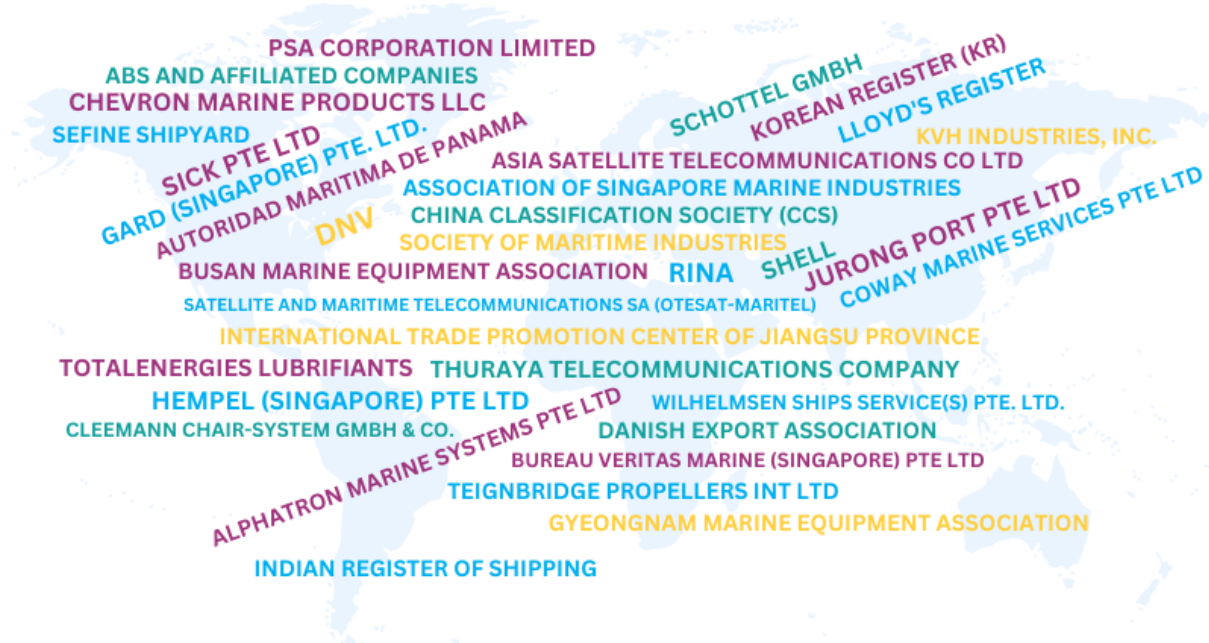 PSA CORPORATION LIMITED
ABS AND AFFILIATED COMPANIES
CHEVRON MARINE PRODUCTS LLC
SEFINE SHIPYARD
SICK PTE LTD
GARD (SINGAPORE) PTE. LTD.
AUTORIDAD MARITIMA DE PANAMA
SCHOTTEL GMBH
KOREAN REGISTER (KR)
LLOYD'S REGISTER
KVH INDUSTRIES, INC.
ASIA SATELLITE TELECOMMUNICATIONS CO LTD
ASSOCIATION OF SINGAPORE MARINE INDUSTRIES
DNV
CHINA CLASSIFICATION SOCIETY (CCS)
SOCIETY OF MARITIME INDUSTRIES
BUSAN MARINE EQUIPMENT ASSOCIATION
RINA
SHELL
JURONG PORT PTE LTD
COWAY MARINE SERVICES PTE LTD
SATELLITE AND MARITIME TELECOMMUNICATIONS SA (OTESAT-MARITEL)
INTERNATIONAL TRADE PROMOTION CENTER OF JIANGSU PROVINCE
TOTALENERGIES LUBRIFIANTS
THURAYA TELECOMMUNICATIONS COMPANY
HEMPEL (SINGAPORE) PTE LTD
WILHELMSEN SHIPS SERVICE(S) PTE. LTD.
CLEEMANN CHAIR-SYSTEM GMBH & CO.
ALPHATRON MARINE SYSTEMS PTE LTD
DANISH EXPORT ASSOCIATION
BUREAU VERITAS MARINE (SINGAPORE) PTE LTD
TEIGNBRIDGE PROPELLERS INT LTD
GYEONGNAM MARINE EQUIPMENT ASSOCIATION
INDIAN REGISTER OF SHIPPING